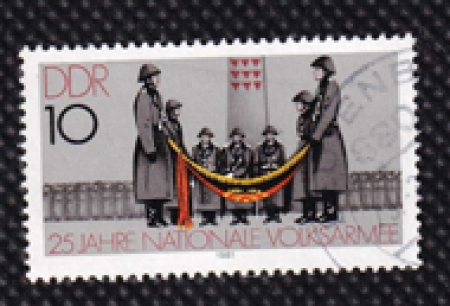 DDR
10
25 JAHRE NATIONALE VOLKSARMEE
1981